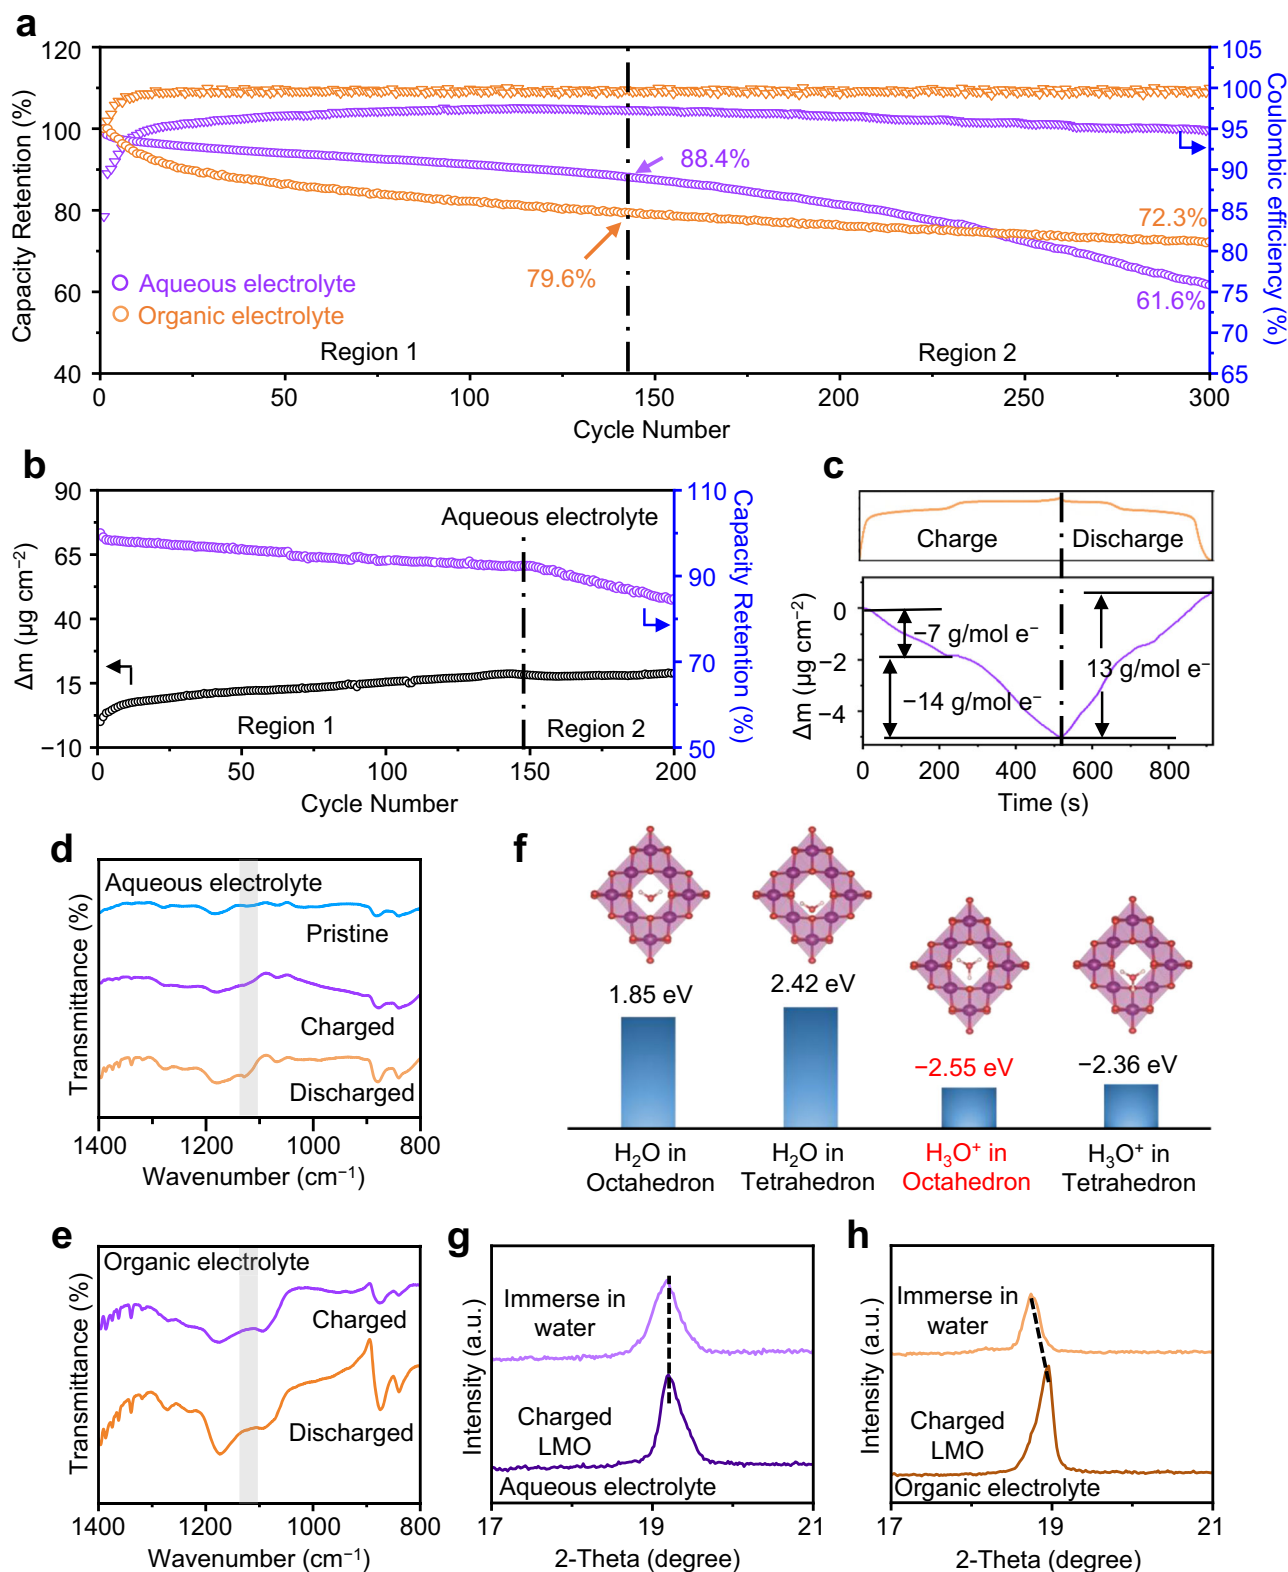 a
120
100
80
60
40
Capacity Retention (%)
105
100
95
90
85
80
75
70
65
Coulombic efficiency (%)
88.4%
79.6%
72.3%
61.6%
Aqueous electrolyte
Organic electrolyte
Region 1
Region 2
0
50
100
150
200
250
300
Cycle Number
b
90
65
40
15
−10
Δm (μg cm⁻²)
Aqueous electrolyte
110
90
70
50
Capacity Retention (%)
Region 1
Region 2
0
50
100
150
200
Cycle Number
c
Charge
Discharge
0
−2
−4
Δm (μg cm⁻²)
−7 g/mol e⁻
−14 g/mol e⁻
13 g/mol e⁻
0
200
400
600
800
Time (s)
d
Aqueous electrolyte
Pristine
Charged
Discharged
Transmittance (%)
1400
1200
1000
800
Wavenumber (cm⁻¹)
e
Organic electrolyte
Charged
Discharged
Transmittance (%)
1400
1200
1000
800
Wavenumber (cm⁻¹)
f
1.85 eV
2.42 eV
−2.55 eV
−2.36 eV
H₂O in
Octahedron
H₂O in
Tetrahedron
H₃O⁺ in
Octahedron
H₃O⁺ in
Tetrahedron
g
Immerse in
water
Charged
LMO
Aqueous electrolyte
Intensity (a.u.)
17
19
21
2-Theta (degree)
h
Immerse in
water
Charged
LMO
Organic electrolyte
Intensity (a.u.)
17
19
21
2-Theta (degree)